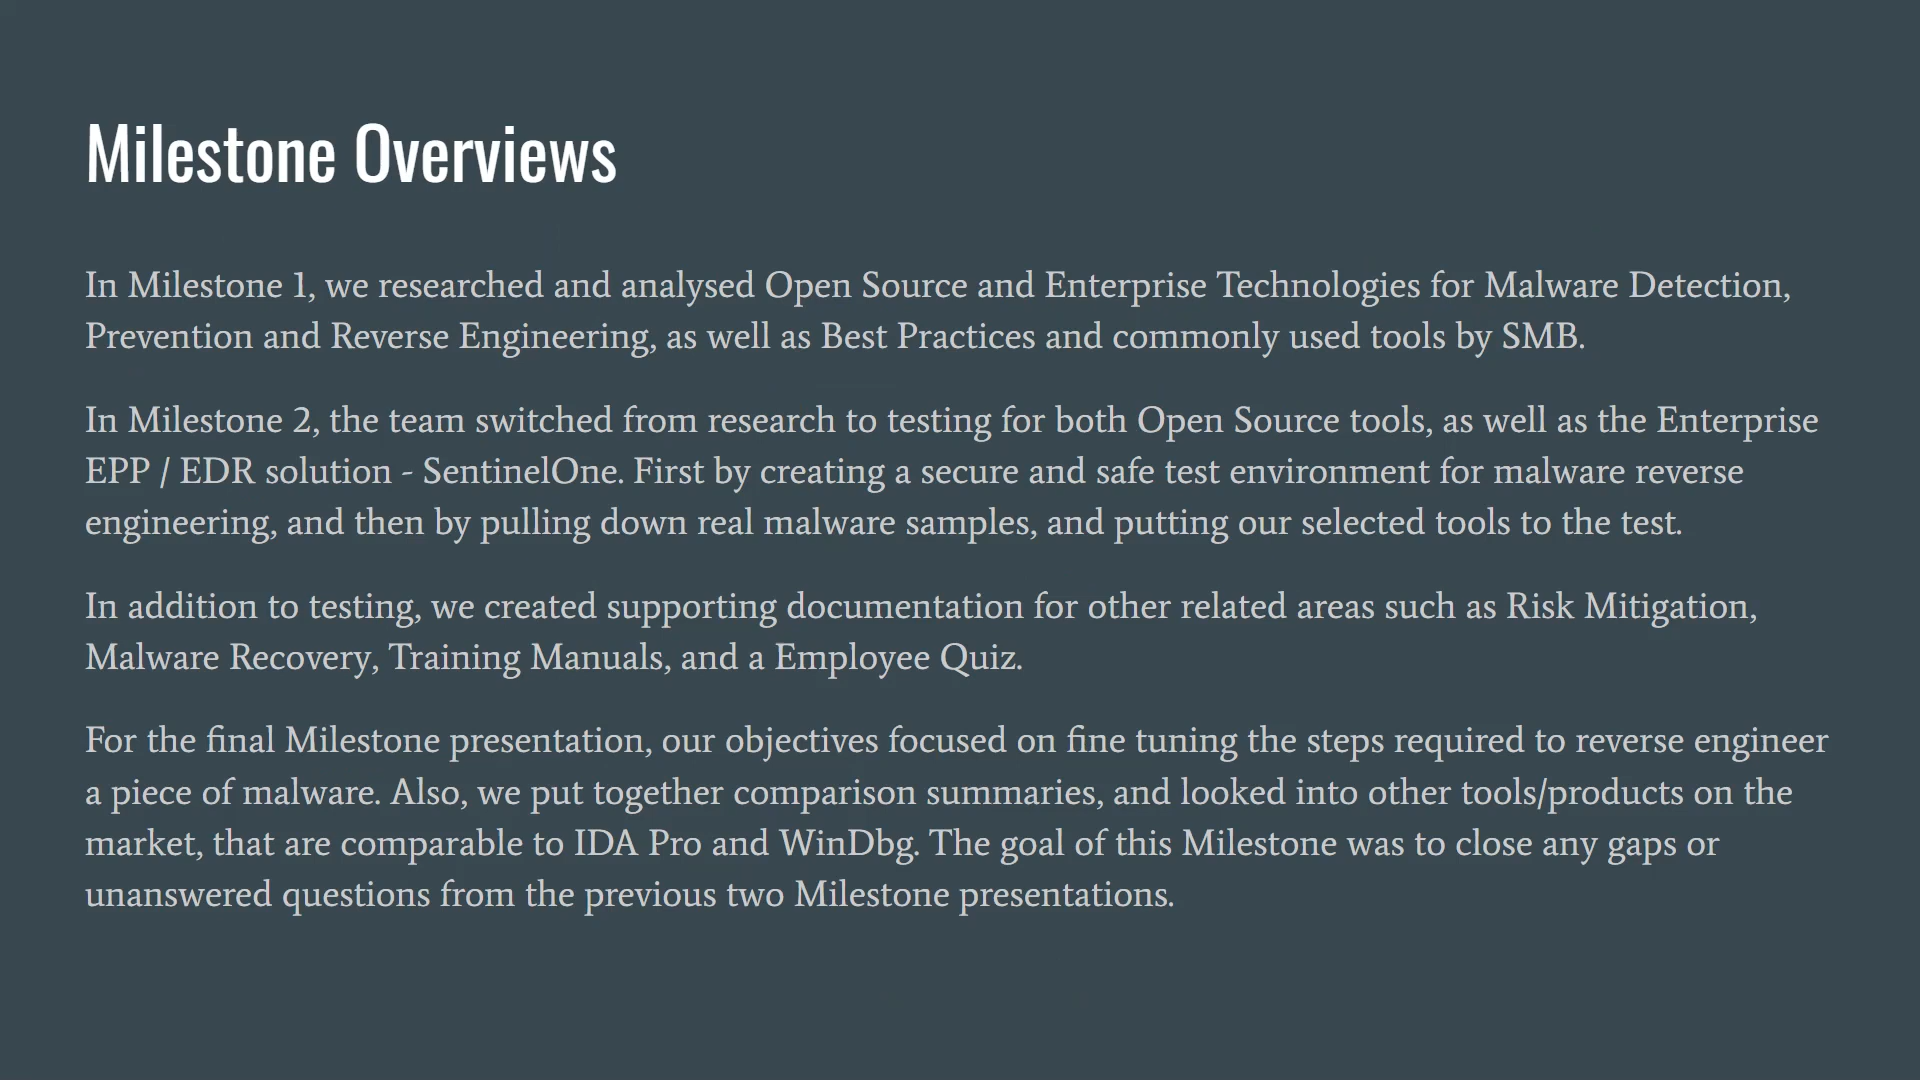 Milestone Overviews
In Milestone 1, we researched and analysed Open Source and Enterprise Technologies for Malware Detection,
Prevention and Reverse Engineering, as well as Best Practices and commonly used tools by SMB.
In Milestone 2, the team switched from research to testing for both Open Source tools, as well as the Enterprise
EPP / EDR solution - SentinelOne. First by creating a secure and safe test environment for malware reverse
engineering, and then by pulling down real malware samples, and putting our selected tools to the test.
In addition to testing, we created supporting documentation for other related areas such as Risk Mitigation,
Malware Recovery, Training Manuals, and a Employee Quiz.
For the final Milestone presentation, our objectives focused on fine tuning the steps required to reverse engineer
a piece of malware. Also, we put together comparison summaries, and looked into other tools/products on the
market, that are comparable to IDA Pro and WinDbg. The goal of this Milestone was to close any gaps or
unanswered questions from the previous two Milestone presentations.